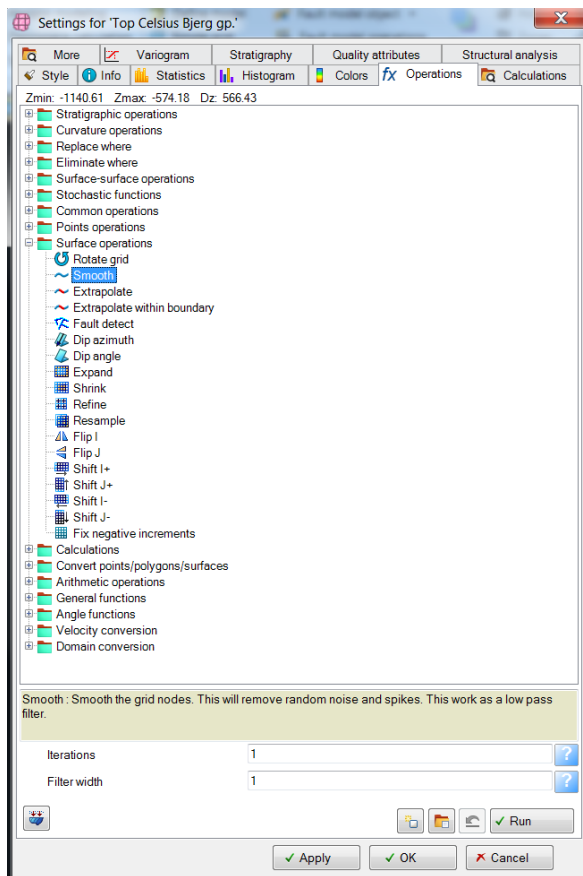 Settings for 'Top Celsius Bjerg gp.'
More Variogram Stratigraphy Quality attributes Structural analysis
Style Info Statistics Histogram Colors fx Operations Calculations
Zmin: -1140.61 Zmax: -574.18 Dz: 566.43
Stratigraphic operations
Curvature operations
Replace where
Eliminate where
Surface-surface operations
Stochastic functions
Common operations
Points operations
Surface operations
Rotate grid
Smooth
Extrapolate
Extrapolate within boundary
Fault detect
Dip azimuth
Dip angle
Expand
Shrink
Refine
Resample
Flip I
Flip J
Shift I+
Shift J+
Shift I-
Shift J-
Fix negative increments
Calculations
Convert points/polygons/surfaces
Arithmetic operations
General functions
Angle functions
Velocity conversion
Domain conversion
Smooth : Smooth the grid nodes. This will remove random noise and spikes. This work as a low pass
filter.
Iterations 1 ?
Filter width 1 ?
Run
Apply OK Cancel